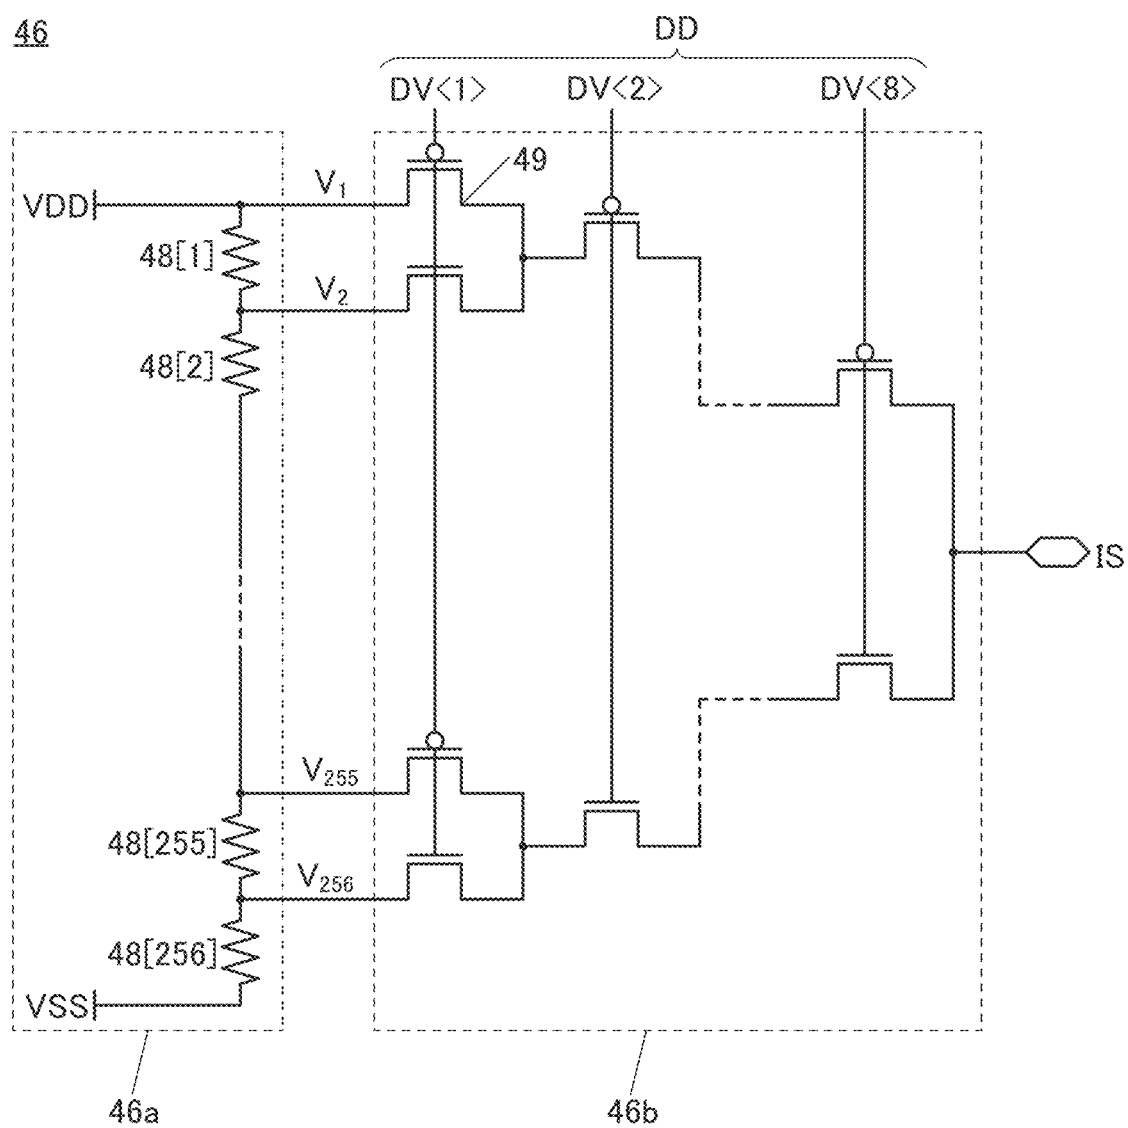 46
DD
DV<1> DV<2> DV<8>
49
V1
VDD
48[1]
V2
48[2]
IS
V255
48[255]
V256
48[256]
VSS
46a 46b